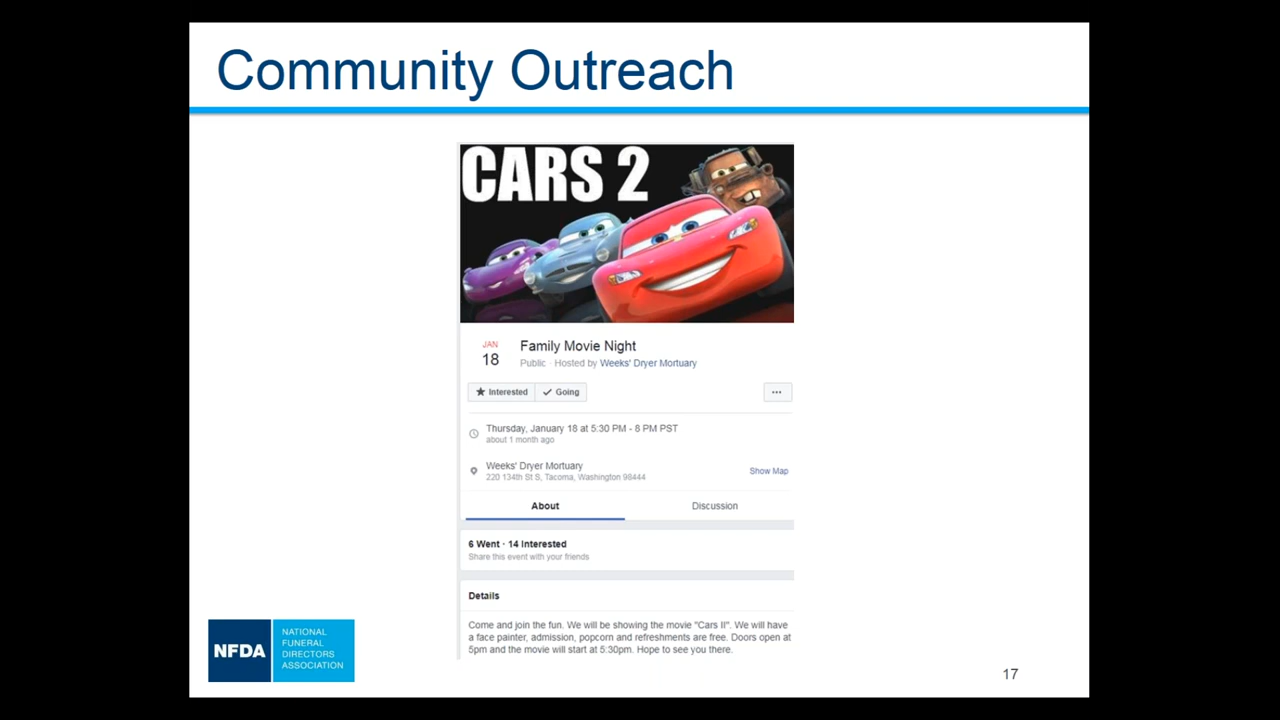 Community Outreach
CARS 2
JAN
18
Family Movie Night
Public · Hosted by Weeks' Dryer Mortuary
Interested
Going
...
Thursday, January 18 at 5:30 PM - 8 PM PST
about 1 month ago
Weeks' Dryer Mortuary
220 134th St S, Tacoma, Washington 98444
Show Map
About
Discussion
6 Went · 14 Interested
Share this event with your friends
Details
Come and join the fun. We will be showing the movie "Cars II". We will have
a face painter, admission, popcorn and refreshments are free. Doors open at
5pm and the movie will start at 5:30pm. Hope to see you there.
NFDA
NATIONAL
FUNERAL
DIRECTORS
ASSOCIATION
17